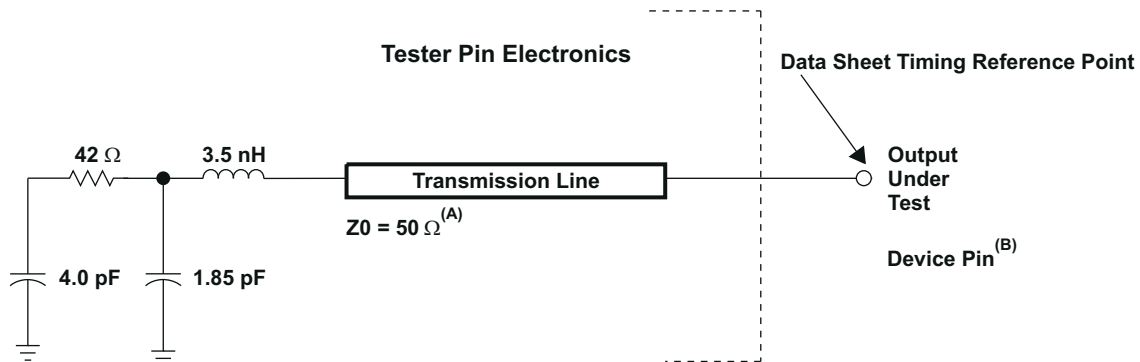 Tester Pin Electronics
Data Sheet Timing Reference Point
42 Ω
3.5 nH
Transmission Line
Output
Under
Test
Z0 = 50 Ω(A)
Device Pin(B)
4.0 pF
1.85 pF